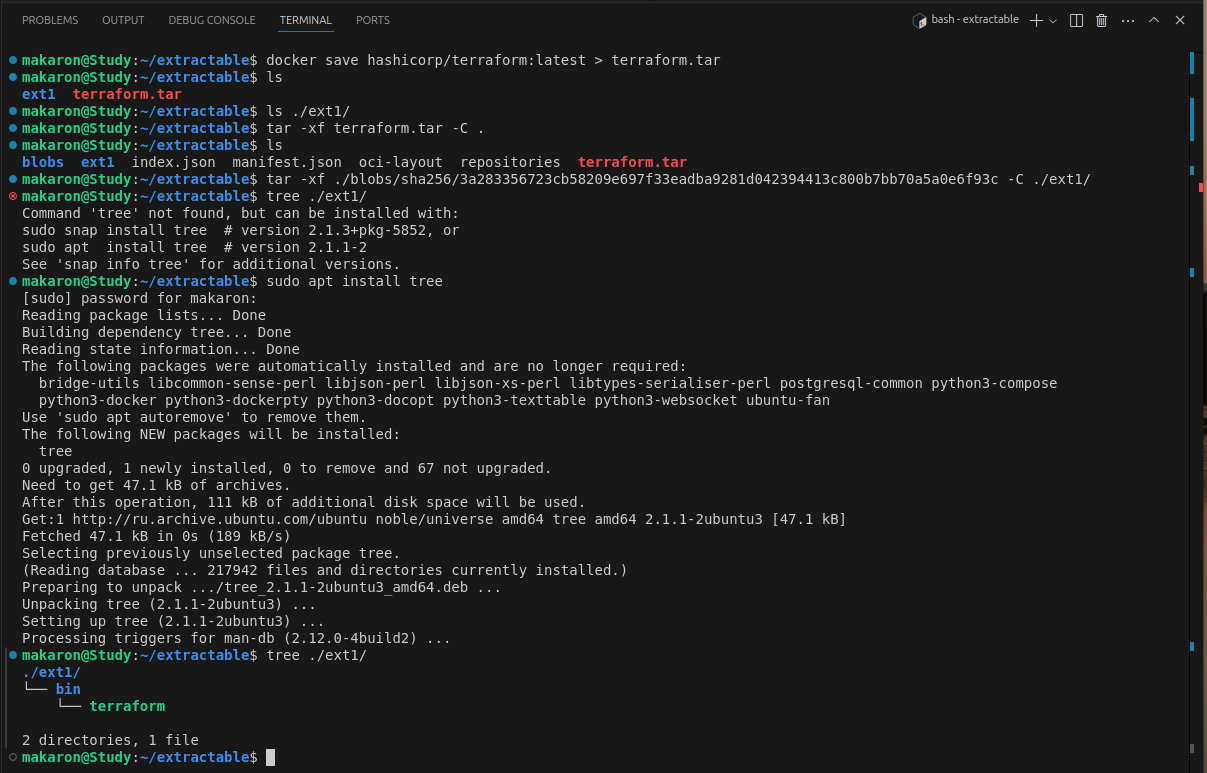 PROBLEMS OUTPUT DEBUG CONSOLE TERMINAL PORTS bash - extractable
makaron@Study:~/extractable$ docker save hashicorp/terraform:latest > terraform.tar
makaron@Study:~/extractable$ ls
ext1 terraform.tar
makaron@Study:~/extractable$ ls ./ext1/
makaron@Study:~/extractable$ tar -xf terraform.tar -C .
makaron@Study:~/extractable$ ls
blobs ext1 index.json manifest.json oci-layout repositories terraform.tar
makaron@Study:~/extractable$ tar -xf ./blobs/sha256/3a283356723cb58209e697f33eadba9281d042394413c800b7bb70a5a0e6f93c -C ./ext1/
makaron@Study:~/extractable$ tree ./ext1/
Command 'tree' not found, but can be installed with:
sudo snap install tree # version 2.1.3+pkg-5852, or
sudo apt install tree # version 2.1.1-2
See 'snap info tree' for additional versions.
makaron@Study:~/extractable$ sudo apt install tree
[sudo] password for makaron:
Reading package lists... Done
Building dependency tree... Done
Reading state information... Done
The following packages were automatically installed and are no longer required:
bridge-utils libcommon-sense-perl libjson-perl libjson-xs-perl libtypes-serialiser-perl postgresql-common python3-compose
python3-docker python3-dockerpty python3-docopt python3-texttable python3-websocket ubuntu-fan
Use 'sudo apt autoremove' to remove them.
The following NEW packages will be installed:
tree
0 upgraded, 1 newly installed, 0 to remove and 67 not upgraded.
Need to get 47.1 kB of archives.
After this operation, 111 kB of additional disk space will be used.
Get:1 http://ru.archive.ubuntu.com/ubuntu noble/universe amd64 tree amd64 2.1.1-2ubuntu3 [47.1 kB]
Fetched 47.1 kB in 0s (189 kB/s)
Selecting previously unselected package tree.
(Reading database ... 217942 files and directories currently installed.)
Preparing to unpack .../tree_2.1.1-2ubuntu3_amd64.deb ...
Unpacking tree (2.1.1-2ubuntu3) ...
Setting up tree (2.1.1-2ubuntu3) ...
Processing triggers for man-db (2.12.0-4build2) ...
makaron@Study:~/extractable$ tree ./ext1/
./ext1/
└── bin
    └── terraform
2 directories, 1 file
makaron@Study:~/extractable$